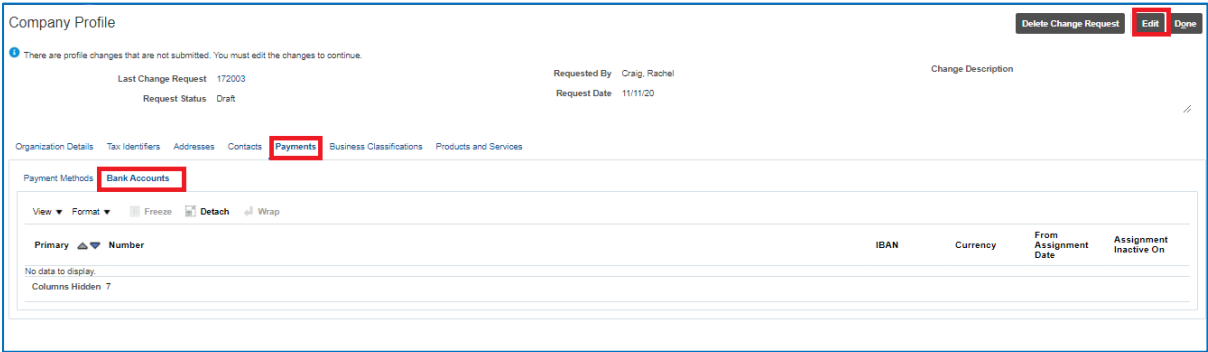 Company Profile
Delete Change Request Edit Done
There are profile changes that are not submitted. You must edit the changes to continue.
Last Change Request 172003 Requested By Craig, Rachel Change Description
Request Status Draft Request Date 11/11/20
Organization Details Tax Identifiers Addresses Contacts Payments Business Classifications Products and Services
Payment Methods Bank Accounts
View Format Freeze Detach Wrap
Primary Number IBAN Currency From Assignment Date Assignment Inactive On
No data to display.
Columns Hidden 7